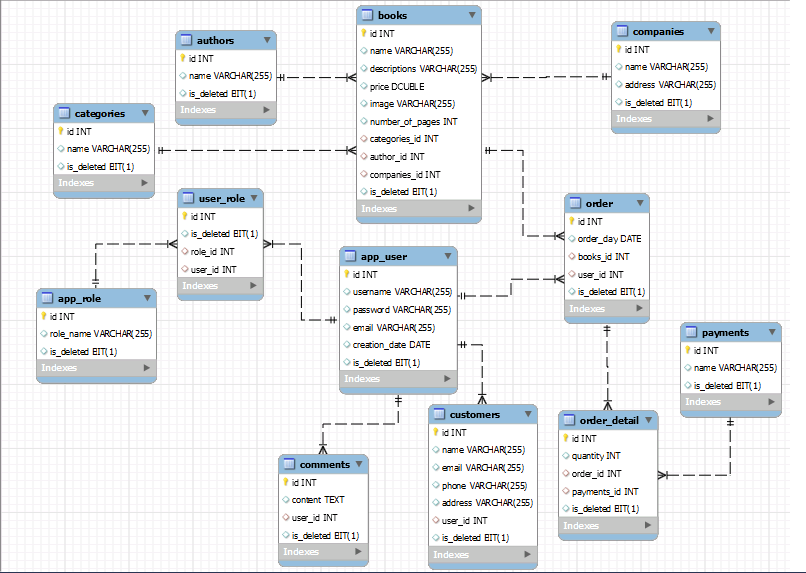 books
id INT
name VARCHAR(255)
descriptions VARCHAR(255)
price DOUBLE
image VARCHAR(255)
number_of_pages INT
categories_id INT
author_id INT
companies_id INT
is_deleted BIT(1)
Indexes
authors
id INT
name VARCHAR(255)
is_deleted BIT(1)
Indexes
companies
id INT
name VARCHAR(255)
address VARCHAR(255)
is_deleted BIT(1)
Indexes
categories
id INT
name VARCHAR(255)
is_deleted BIT(1)
Indexes
user_role
id INT
is_deleted BIT(1)
role_id INT
user_id INT
Indexes
order
id INT
order_day DATE
books_id INT
user_id INT
is_deleted BIT(1)
Indexes
app_user
id INT
username VARCHAR(255)
password VARCHAR(255)
email VARCHAR(255)
creation_date DATE
is_deleted BIT(1)
Indexes
app_role
id INT
role_name VARCHAR(255)
is_deleted BIT(1)
Indexes
payments
id INT
name VARCHAR(255)
is_deleted BIT(1)
Indexes
customers
id INT
name VARCHAR(255)
email VARCHAR(255)
phone VARCHAR(255)
address VARCHAR(255)
user_id INT
is_deleted BIT(1)
Indexes
order_detail
id INT
quantity INT
order_id INT
payments_id INT
is_deleted BIT(1)
Indexes
comments
id INT
content TEXT
user_id INT
is_deleted BIT(1)
Indexes